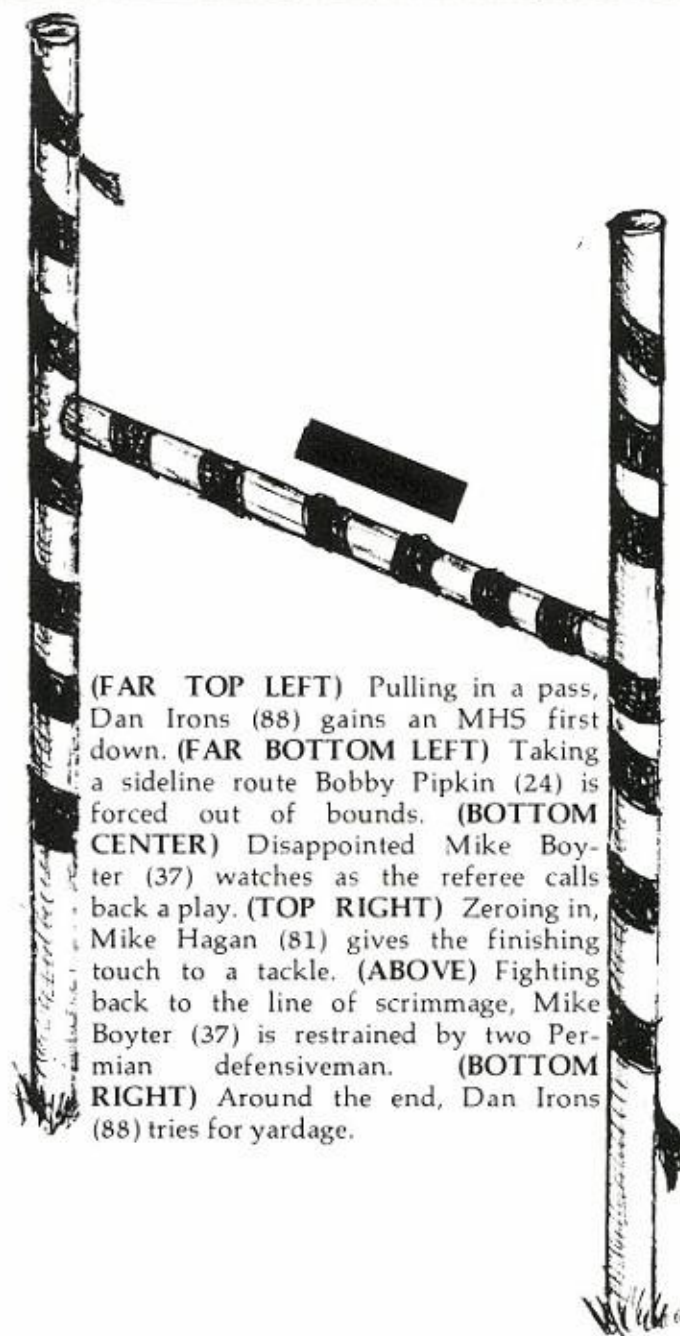 (FAR TOP LEFT) Pulling in a pass,
Dan Irons (88) gains an MHS first
down. (FAR BOTTOM LEFT) Taking
a sideline route Bobby Pipkin (24) is
forced out of bounds. (BOTTOM
CENTER) Disappointed Mike Boy-
ter (37) watches as the referee calls
back a play. (TOP RIGHT) Zeroing in,
Mike Hagan (81) gives the finishing
touch to a tackle. (ABOVE) Fighting
back to the line of scrimmage, Mike
Boyter (37) is restrained by two Per-
mian defensiveman. (BOTTOM
RIGHT) Around the end, Dan Irons
(88) tries for yardage.